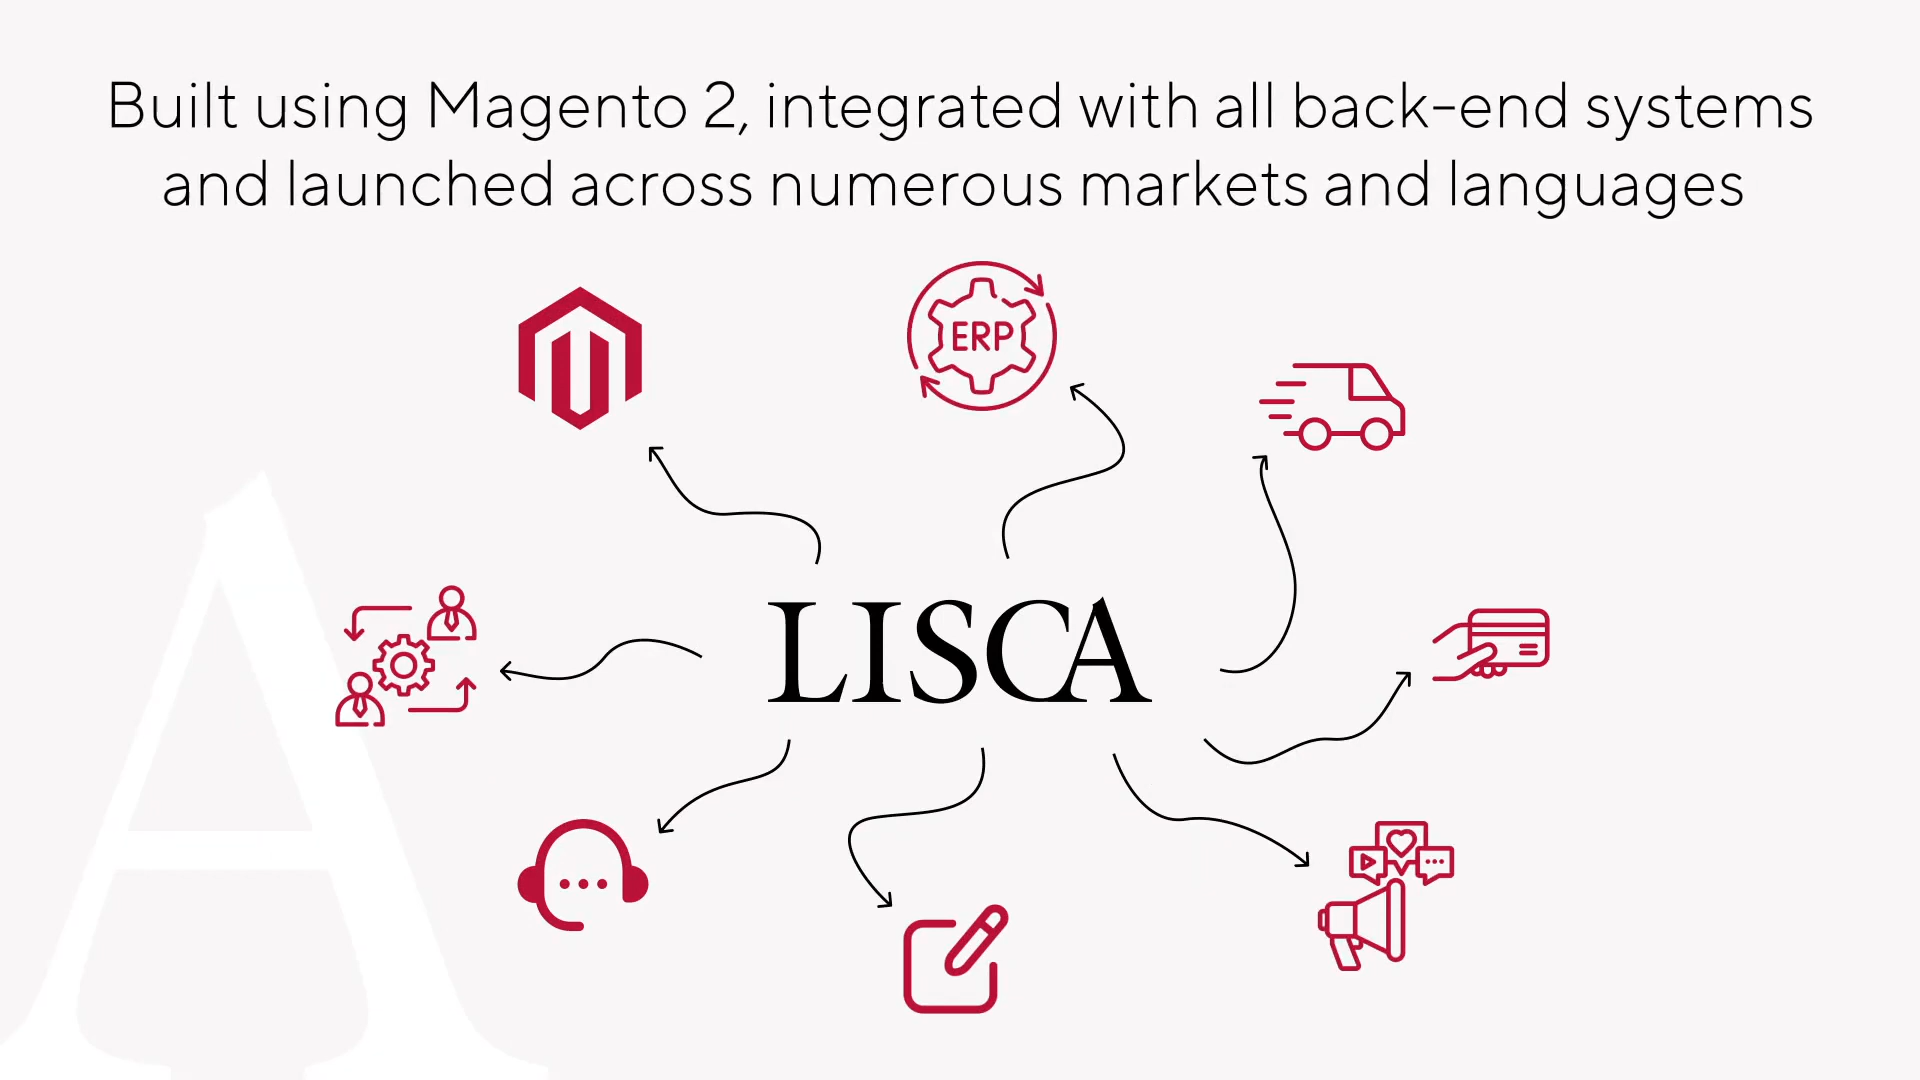 Built using Magento 2, integrated with all back-end systems
and launched across numerous markets and languages
ERP
LISCA